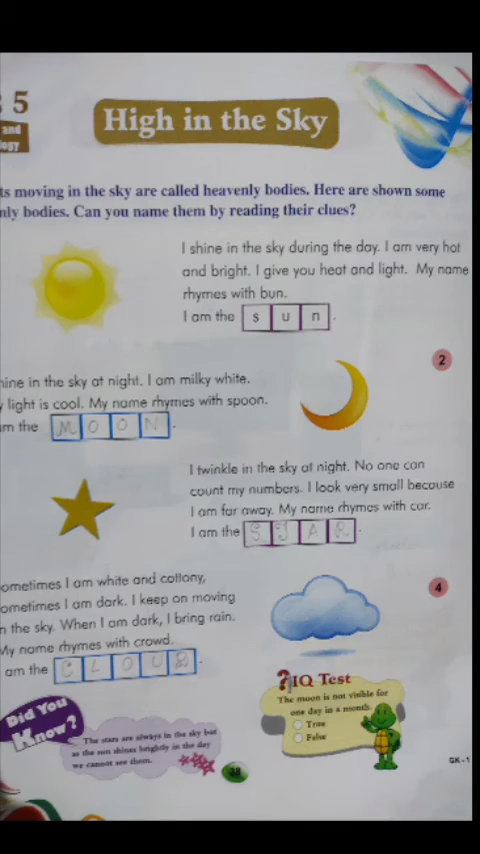 5
and
logy
High in the Sky
ts moving in the sky are called heavenly bodies. Here are shown some
nly bodies. Can you name them by reading their clues?
I shine in the sky during the day. I am very hot
and bright. I give you heat and light. My name
rhymes with bun.
I am the s u n .
2
hine in the sky at night. I am milky white.
y light is cool. My name rhymes with spoon.
am the M O O N .
I twinkle in the sky at night. No one can
count my numbers. I look very small because
I am far away. My name rhymes with car.
I am the S T A R .
ometimes I am white and cottony,
ometimes I am dark. I keep on moving
n the sky. When I am dark, I bring rain.
My name rhymes with crowd.
am the C L O U D .
4
? IQ Test
The moon is not visible for
one day in a month.
True
False
Did You
Know?
The stars are always in the sky but
as the sun shines brightly in the day
we cannot see them.
38
GK - 1